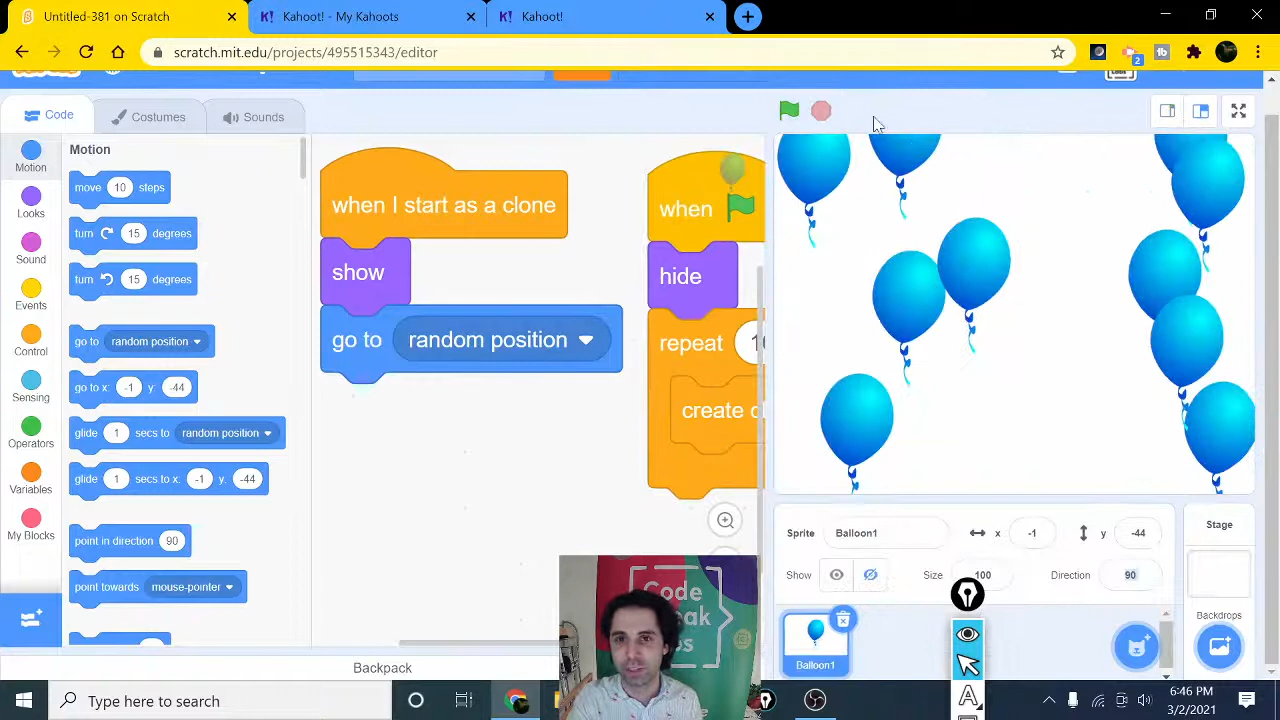 Untitled-381 on Scratch
Kahoot! - My Kahoots
Kahoot!
scratch.mit.edu/projects/495515343/editor
2
Code
Costumes
Sounds
Motion
Looks
Sound
Events
Control
Sensing
Operators
Variables
My Blocks
Motion
move 10 steps
turn 15 degrees
turn 15 degrees
go to random position
go to x: -1 y: -44
glide 1 secs to random position
glide 1 secs to x: -1 y: -44
point in direction 90
point towards mouse-pointer
when I start as a clone
show
go to random position
when
hide
repeat
create
Sprite Balloon1 x -1 y -44
Show Size 100 Direction 90
Balloon1
Stage
Backdrops
Backpack
Code
Type here to search
A
6:46 PM
3/2/2021